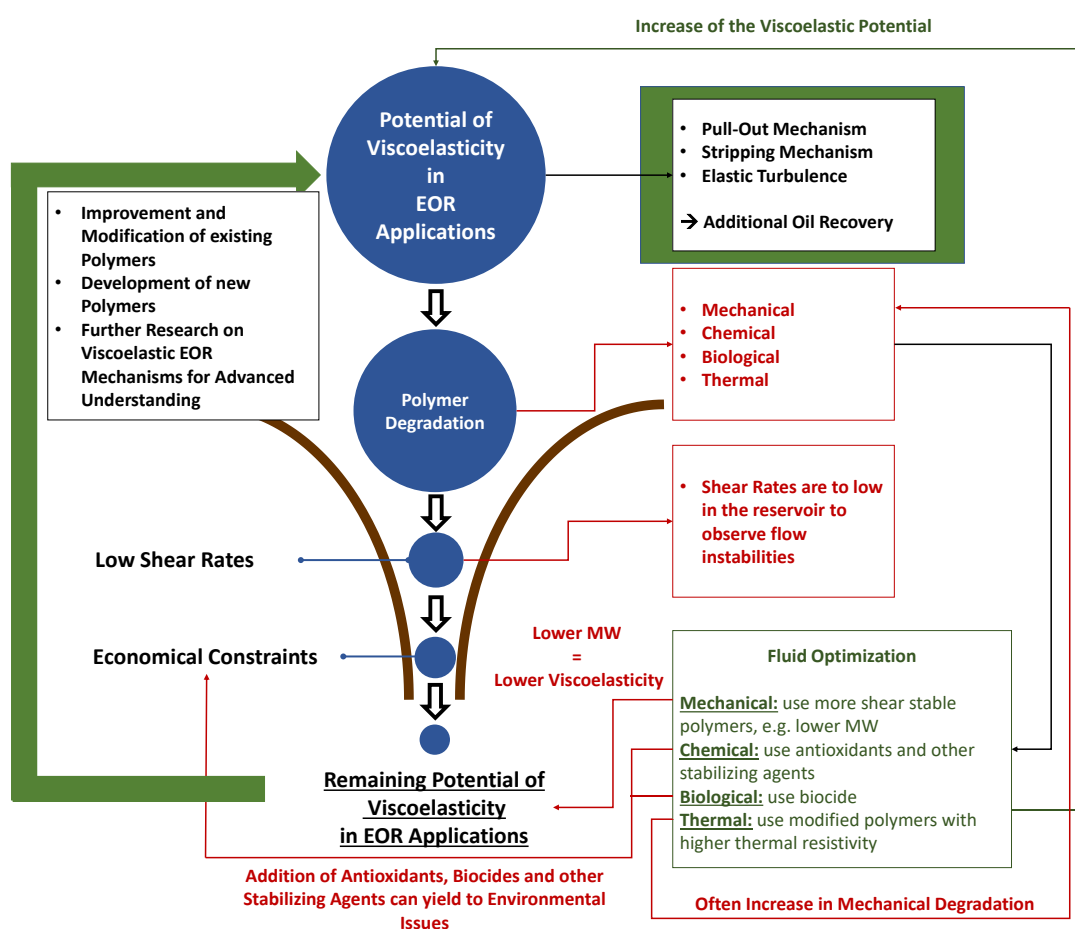 Increase of the Viscoelastic Potential
Potential of
Viscoelasticity
in
EOR
Applications
• Pull-Out Mechanism
• Stripping Mechanism
• Elastic Turbulence
→ Additional Oil Recovery
• Improvement and
Modification of existing
Polymers
• Development of new
Polymers
• Further Research on
Viscoelastic EOR
Mechanisms for Advanced
Understanding
Polymer
Degradation
• Mechanical
• Chemical
• Biological
• Thermal
• Shear Rates are to low
in the reservoir to
observe flow
instabilities
Low Shear Rates
Economical Constraints
Lower MW
=
Lower Viscoelasticity
Fluid Optimization
Mechanical: use more shear stable
polymers, e.g. lower MW
Chemical: use antioxidants and other
stabilizing agents
Biological: use biocide
Thermal: use modified polymers with
higher thermal resistivity
Remaining Potential of
Viscoelasticity
in EOR Applications
Addition of Antioxidants, Biocides and other
Stabilizing Agents can yield to Environmental
Issues
Often Increase in Mechanical Degradation